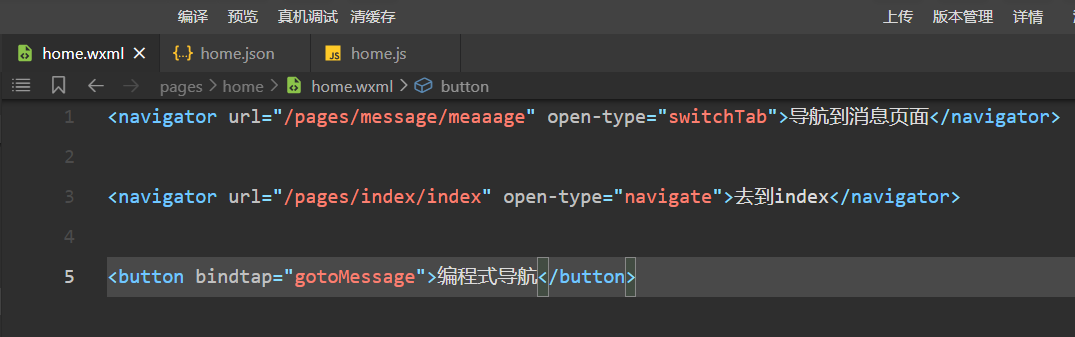 编译 预览 真机调试 清缓存 上传 版本管理 详情
home.wxml home.json JS home.js
pages home home.wxml button
1 <navigator url="/pages/message/meaaage" open-type="switchTab">导航到消息页面</navigator>
2
3 <navigator url="/pages/index/index" open-type="navigate">去到index</navigator>
4
5 <button bindtap="gotoMessage">编程式导航</button>